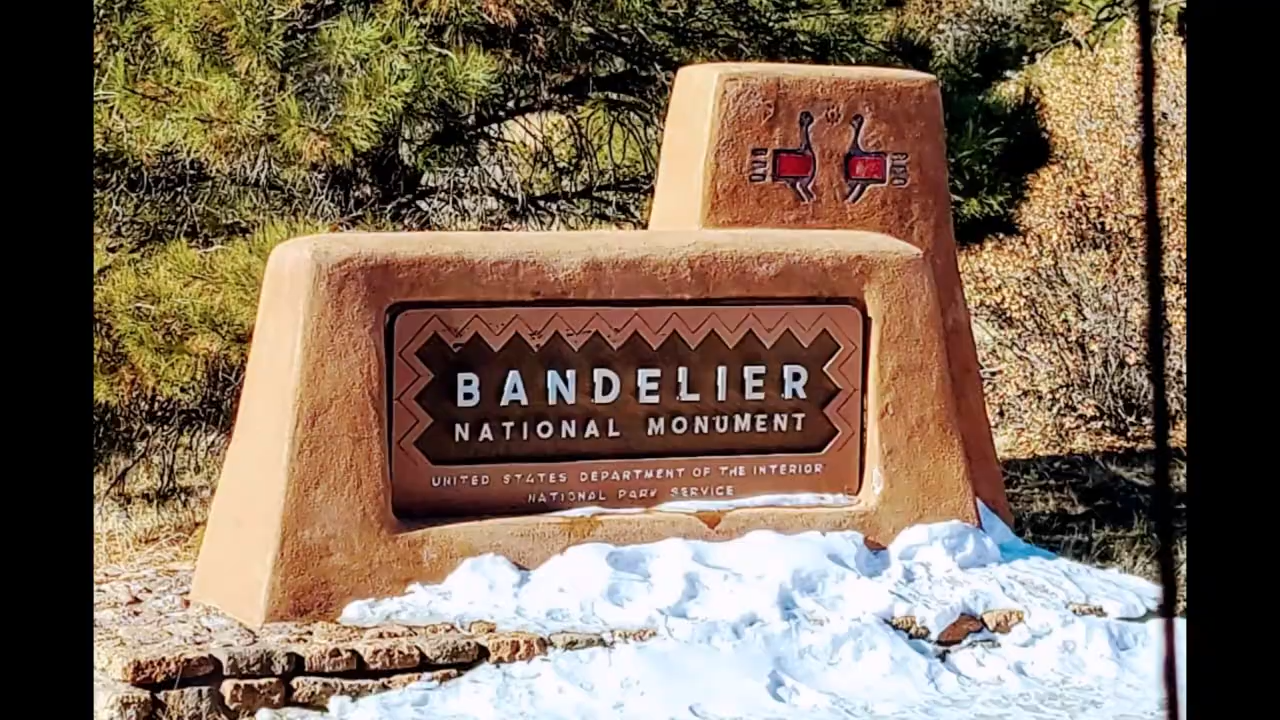 BANDELIER
NATIONAL MONUMENT
UNITED STATES DEPARTMENT OF THE INTERIOR
NATIONAL PARK SERVICE